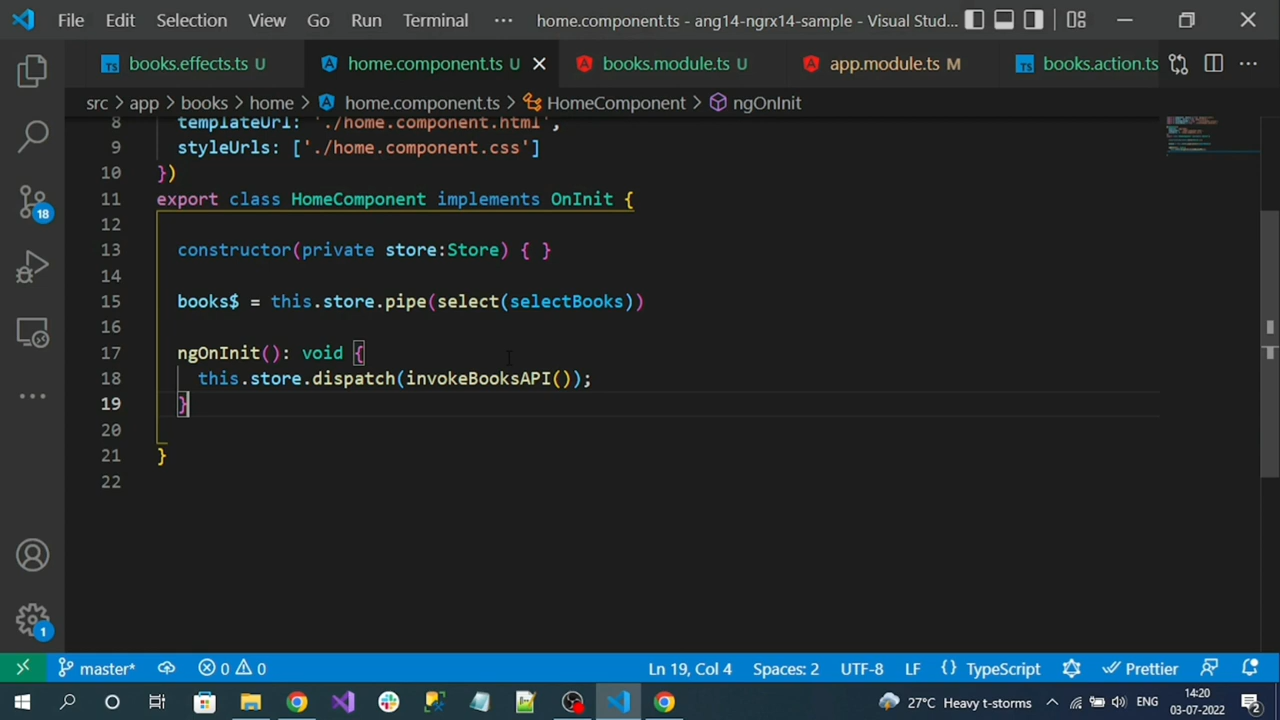 File Edit Selection View Go Run Terminal ··· home.component.ts - ang14-ngrx14-sample - Visual Stud...
books.effects.ts U home.component.ts U books.module.ts U app.module.ts M books.action.ts
src > app > books > home > home.component.ts > HomeComponent > ngOnInit
8 templateUrl: './home.component.html',
9 styleUrls: ['./home.component.css']
10 })
11 export class HomeComponent implements OnInit {
12
13 constructor(private store:Store) { }
14
15 books$ = this.store.pipe(select(selectBooks))
16
17 ngOnInit(): void {
18 this.store.dispatch(invokeBooksAPI());
19 }
20
21 }
22
18
1
master* 0 0 Ln 19, Col 4 Spaces: 2 UTF-8 LF {} TypeScript Prettier
27°C Heavy t-storms ENG 14:20
03-07-2022 2